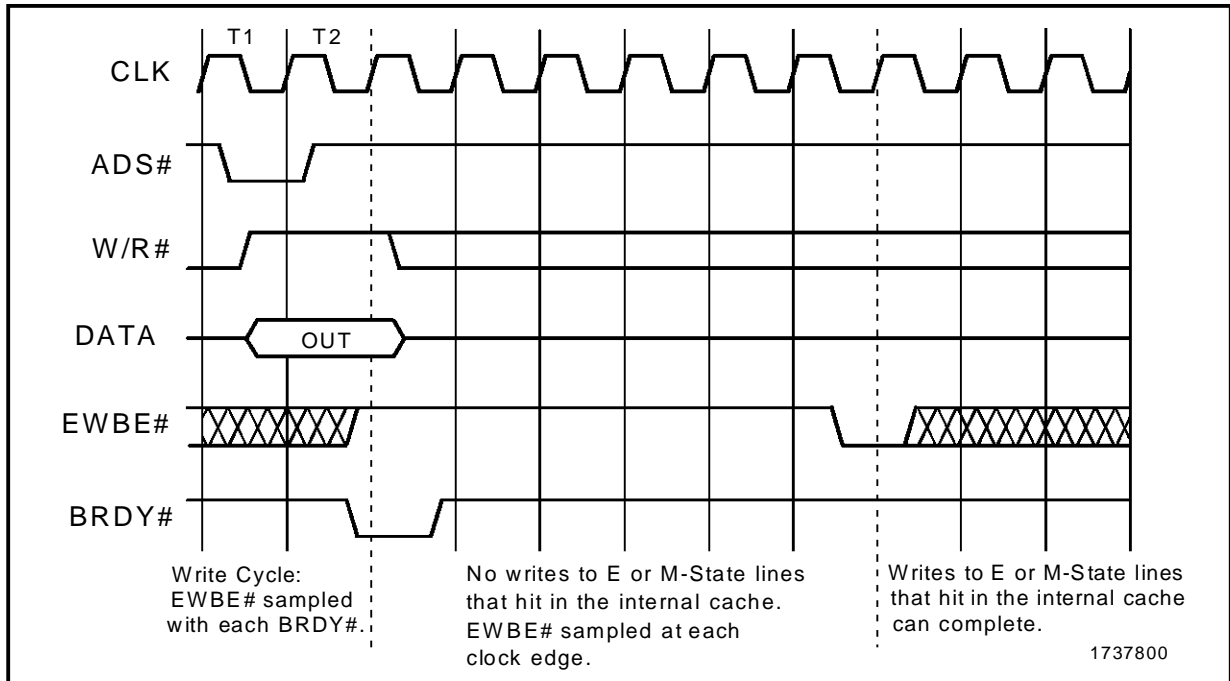 T1 T2
CLK
ADS#
W/R#
DATA OUT
EWBE#
BRDY#
Write Cycle:
EWBE# sampled
with each BRDY#.
No writes to E or M-State lines
that hit in the internal cache.
EWBE# sampled at each
clock edge.
Writes to E or M-State lines
that hit in the internal cache
can complete.
1737800